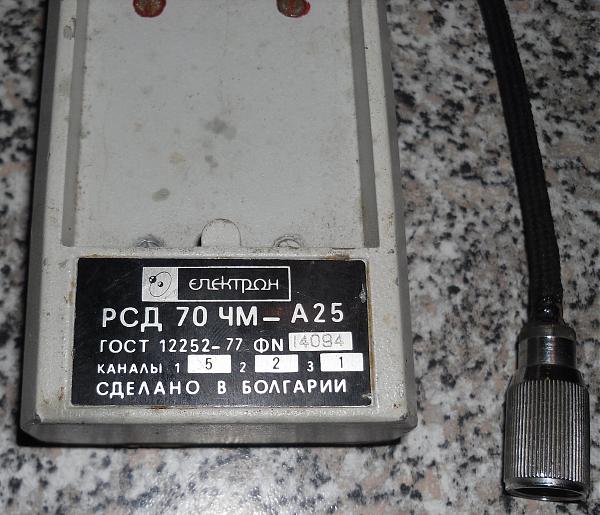 електрон
РСД 70 ЧМ – А25
ГОСТ 12252-77 ФN 14094
КАНАЛЫ 1 5 2 2 3 1
СДЕЛАНО В БОЛГАРИИ